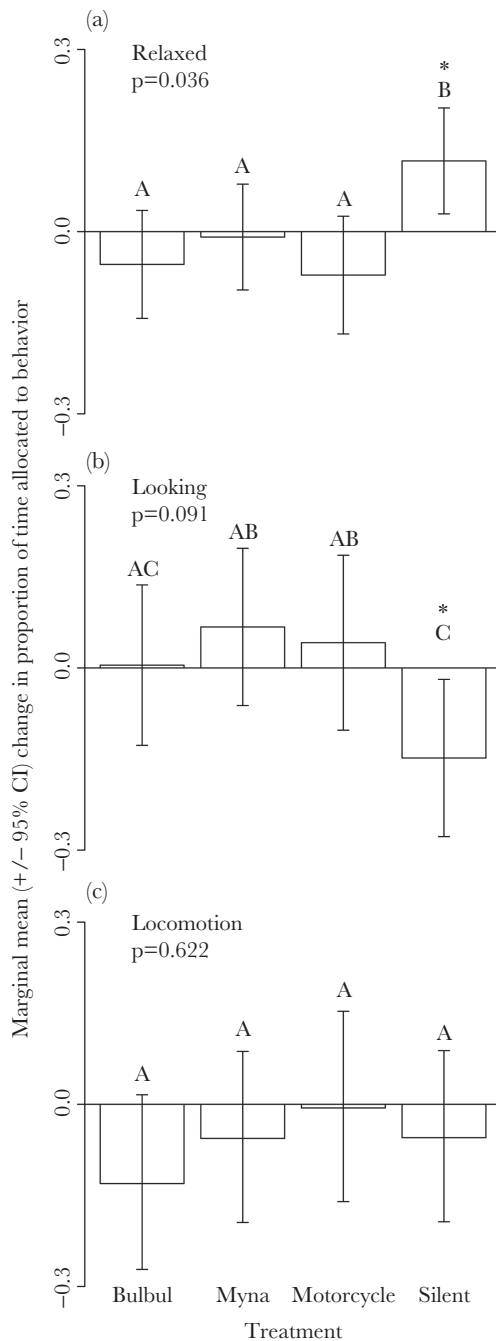 Marginal mean (+/− 95% CI) change in proportion of time allocated to behavior
(a)
Relaxed
p=0.036
0.3
0.0
−0.3
A
A
A
*
B
(b)
Looking
p=0.091
0.3
0.0
−0.3
AC
AB
AB
*
C
(c)
Locomotion
p=0.622
0.3
0.0
−0.3
A
A
A
A
Bulbul Myna Motorcycle Silent
Treatment